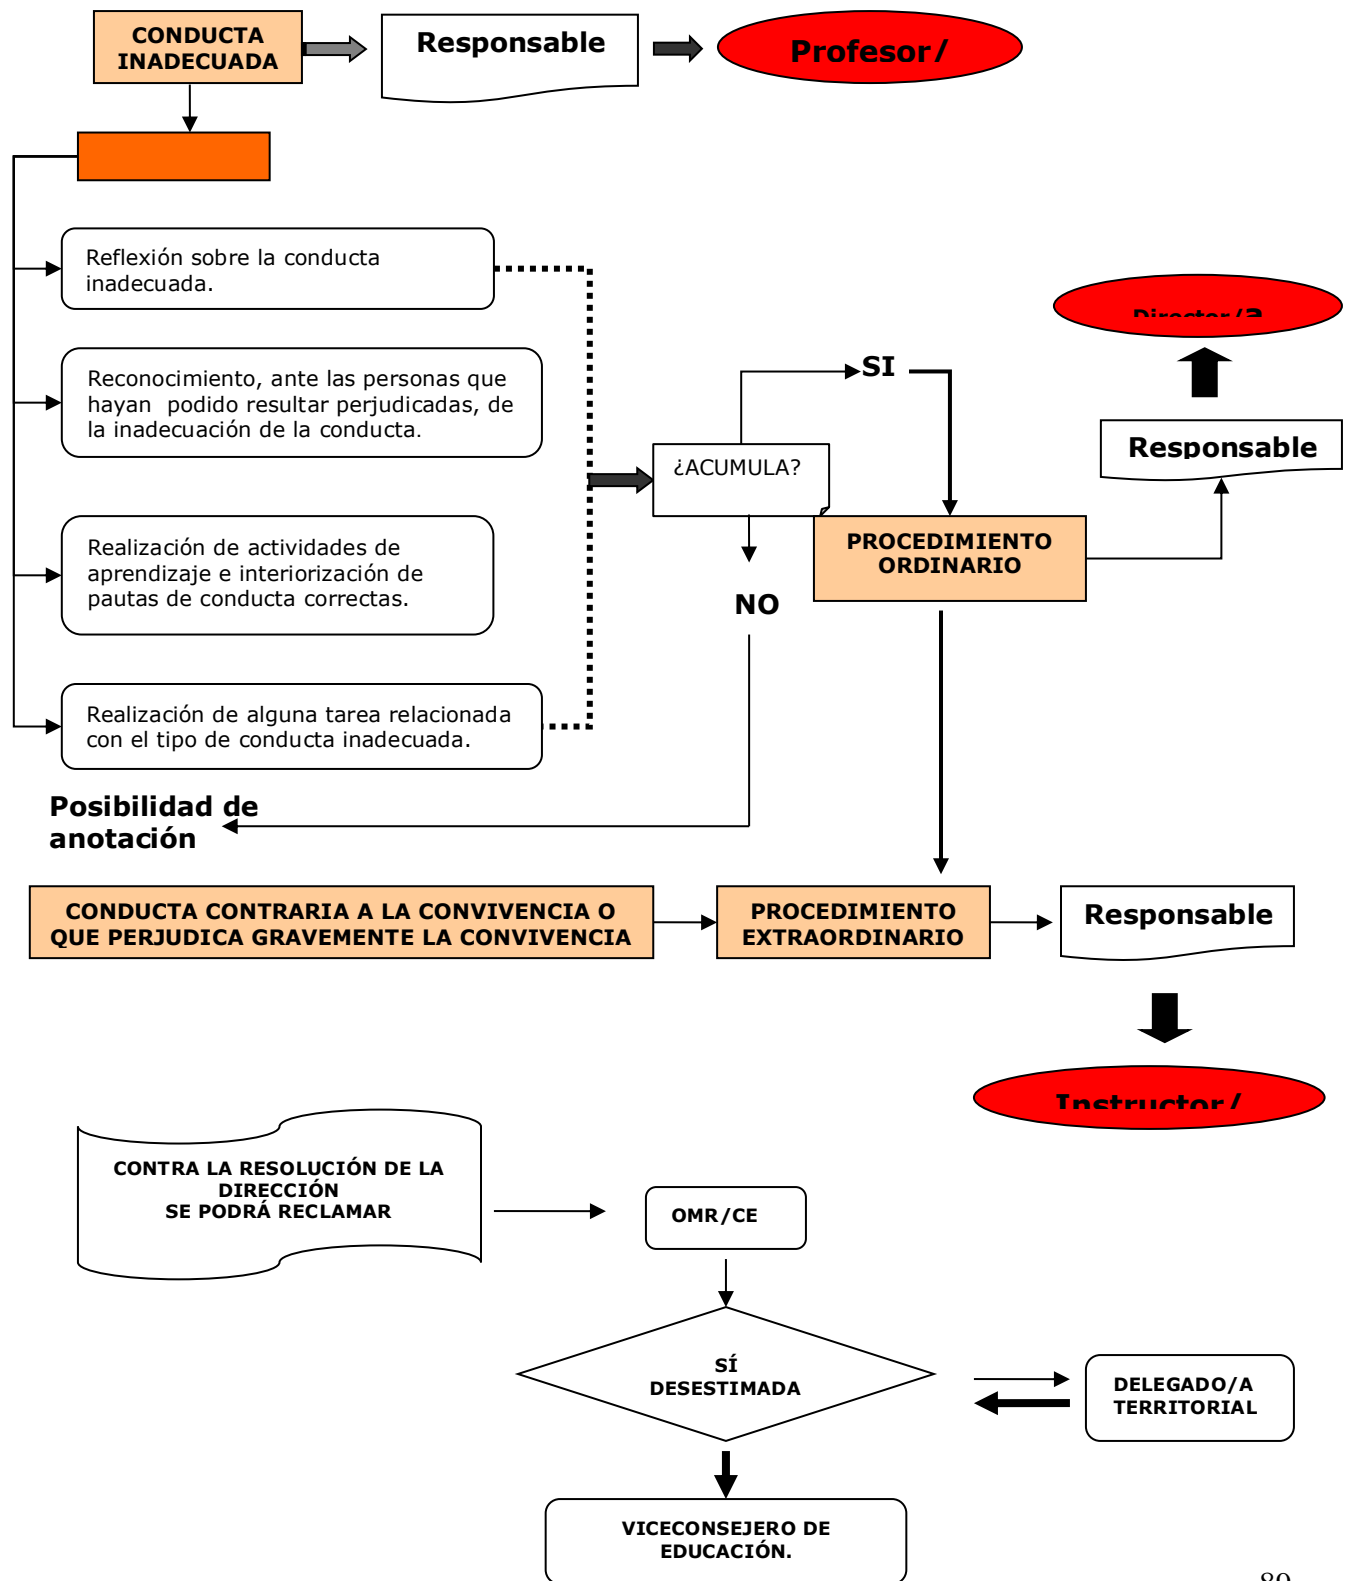 CONDUCTA
INADECUADA
Responsable
Profesor/
Reflexión sobre la conducta
inadecuada.
Reconocimiento, ante las personas que
hayan podido resultar perjudicadas, de
la inadecuación de la conducta.
Realización de actividades de
aprendizaje e interiorización de
pautas de conducta correctas.
Realización de alguna tarea relacionada
con el tipo de conducta inadecuada.
¿ACUMULA?
SI
NO
Director/a
Responsable
PROCEDIMIENTO
ORDINARIO
Posibilidad de
anotación
CONDUCTA CONTRARIA A LA CONVIVENCIA O
QUE PERJUDICA GRAVEMENTE LA CONVIVENCIA
PROCEDIMIENTO
EXTRAORDINARIO
Responsable
Instructor/
CONTRA LA RESOLUCIÓN DE LA
DIRECCIÓN
SE PODRÁ RECLAMAR
OMR/CE
SÍ
DESESTIMADA
DELEGADO/A
TERRITORIAL
VICECONSEJERO DE
EDUCACIÓN.